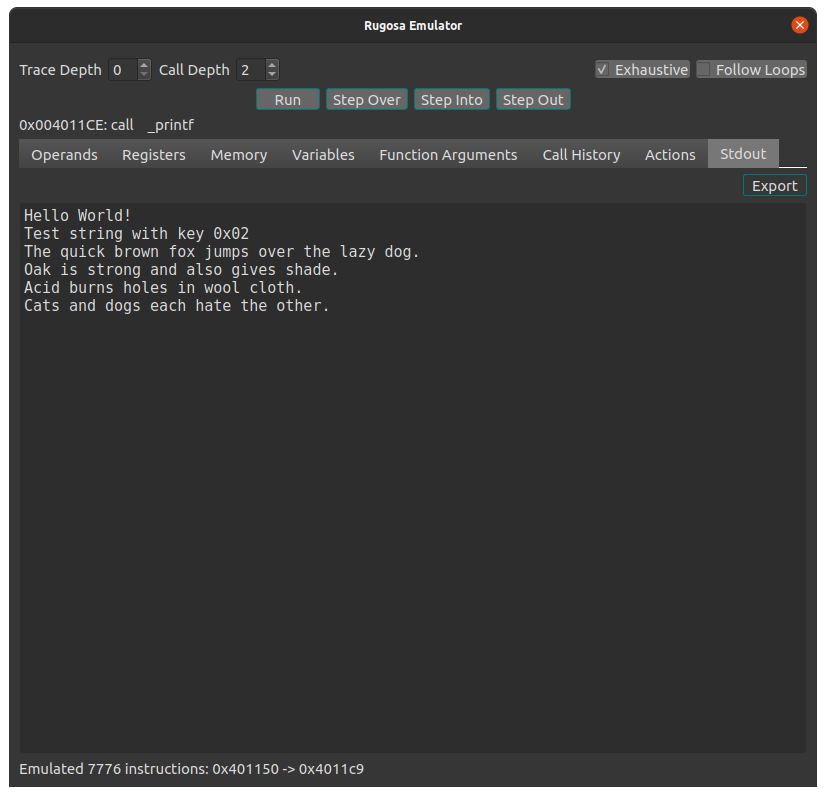 Rugosa Emulator
Trace Depth 0 Call Depth 2 Exhaustive Follow Loops
Run Step Over Step Into Step Out
0x004011CE: call _printf
Operands Registers Memory Variables Function Arguments Call History Actions Stdout
Export
Hello World!
Test string with key 0x02
The quick brown fox jumps over the lazy dog.
Oak is strong and also gives shade.
Acid burns holes in wool cloth.
Cats and dogs each hate the other.
Emulated 7776 instructions: 0x401150 -> 0x4011c9